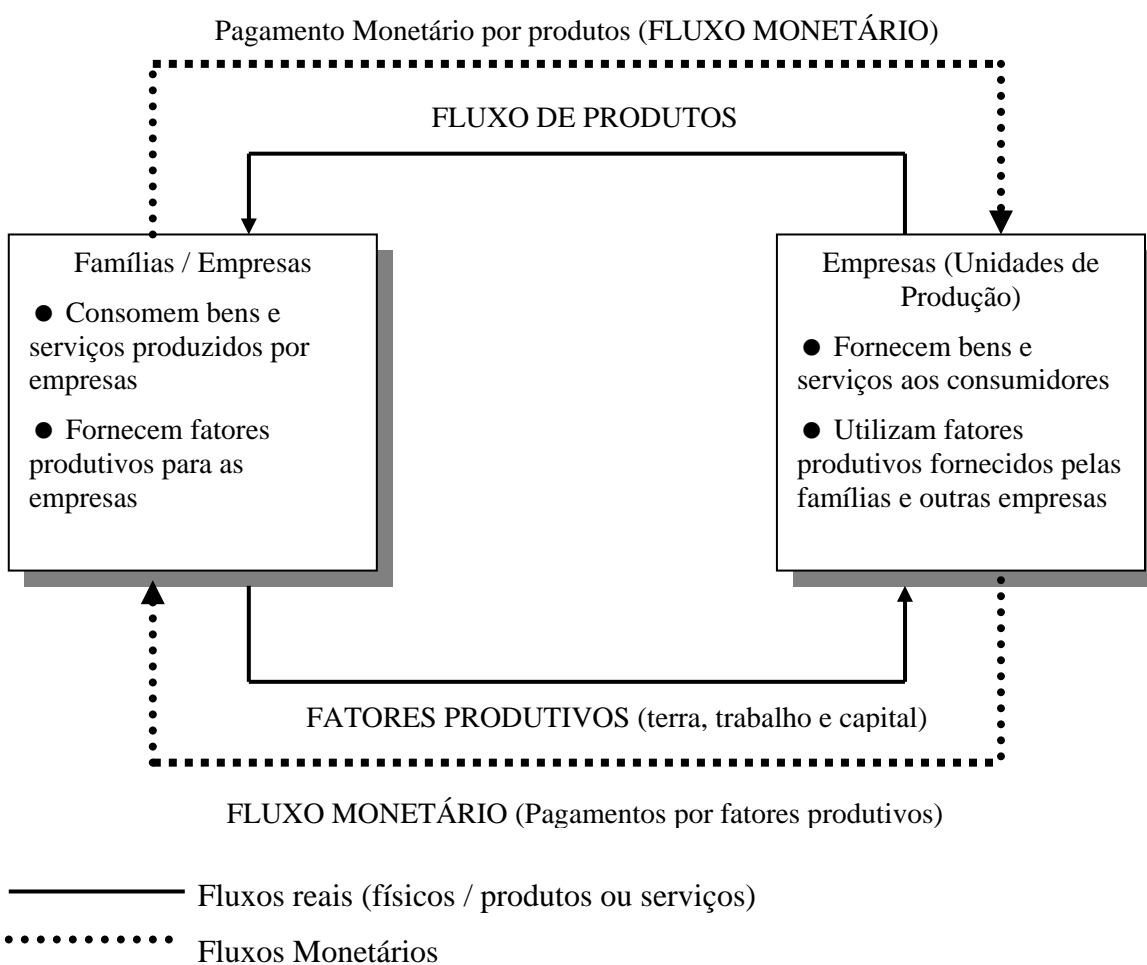 Pagamento Monetário por produtos (FLUXO MONETÁRIO)
FLUXO DE PRODUTOS
Famílias / Empresas
● Consomem bens e
serviços produzidos por
empresas
● Fornecem fatores
produtivos para as
empresas
Empresas (Unidades de
Produção)
● Fornecem bens e
serviços aos consumidores
● Utilizam fatores
produtivos fornecidos pelas
famílias e outras empresas
FATORES PRODUTIVOS (terra, trabalho e capital)
FLUXO MONETÁRIO (Pagamentos por fatores produtivos)
Fluxos reais (físicos / produtos ou serviços)
Fluxos Monetários